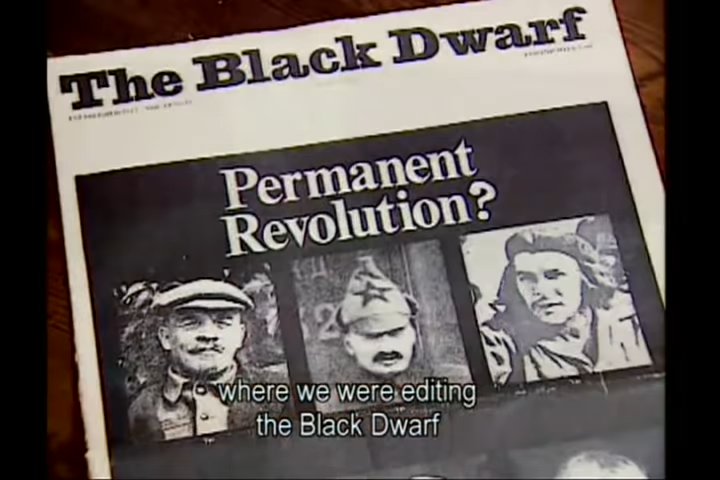 The Black Dwarf
Permanent
Revolution?
where we were editing
the Black Dwarf